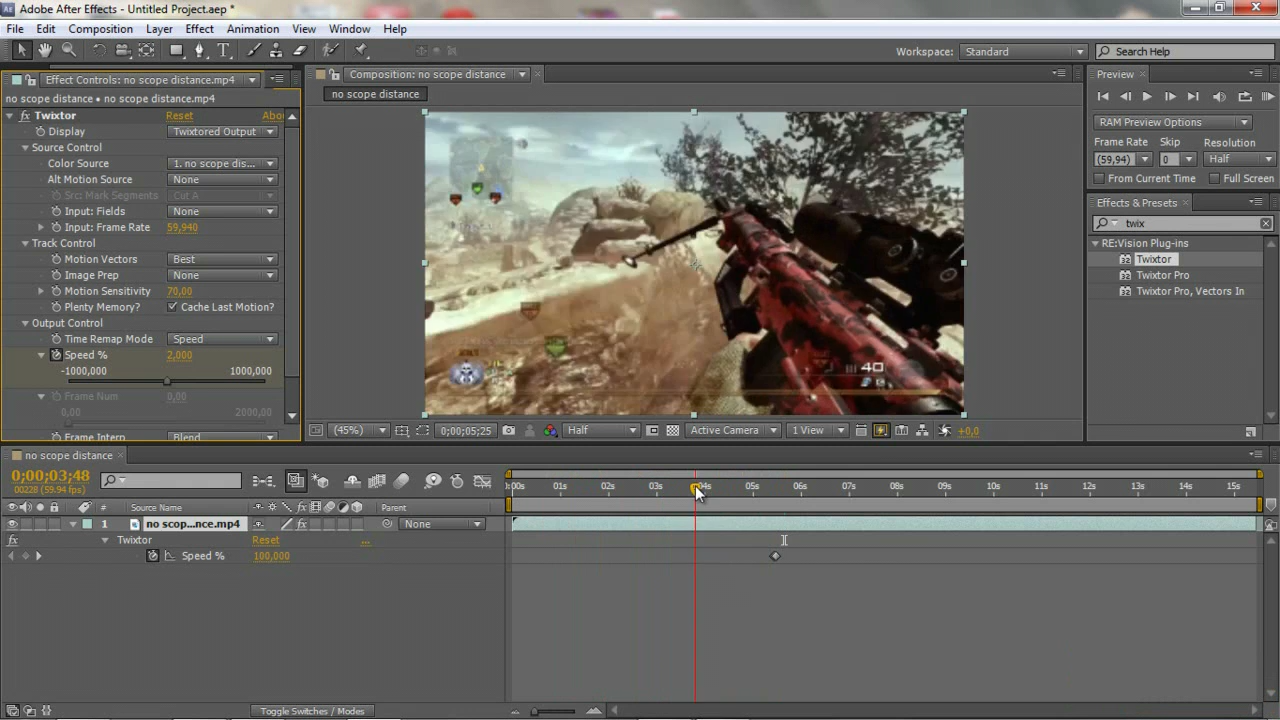 Adobe After Effects - Untitled Project.aep *
File Edit Composition Layer Effect Animation View Window Help
Workspace: Standard Search Help
Effect Controls: no scope distance.mp4
Composition: no scope distance
Preview
no scope distance • no scope distance.mp4
no scope distance
Twixtor Reset Abo
Display Twixtored Output
Source Control
Color Source 1. no scope dis...
Alt Motion Source None
Src: Mark Segments Cut A
Input: Fields None
Input: Frame Rate 59,940
Track Control
Motion Vectors Best
Image Prep None
Motion Sensitivity 70,00
Plenty Memory? Cache Last Motion?
Output Control
Time Remap Mode Speed
Speed % 2,000
-1000,000 1000,000
Frame Num 0,00
0,00 2000,00
Frame Interp Blend
40
RAM Preview Options
Frame Rate Skip Resolution
(59,94) 0 Half
From Current Time Full Screen
Effects & Presets
twix
RE:Vision Plug-ins
Twixtor
Twixtor Pro
Twixtor Pro, Vectors In
(45%) 0;00;05;25 Half Active Camera 1 View +0,0
no scope distance
0;00;03;48
00228 (59.94 fps)
:00s 01s 02s 03s 04s 05s 06s 07s 08s 09s 10s 11s 12s 13s 14s 15s
# Source Name Parent
1 no scop...nce.mp4 None
Twixtor Reset ...
Speed % 100,000
Toggle Switches / Modes